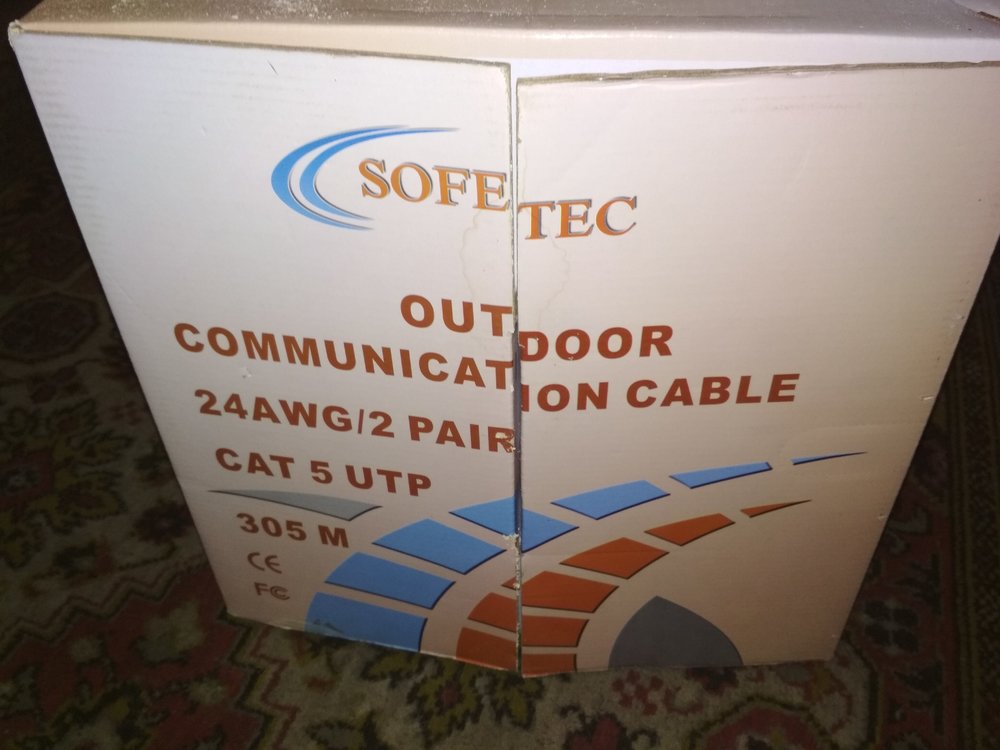 SOFETEC
OUTDOOR
COMMUNICATION CABLE
24AWG/2 PAIR
CAT 5 UTP
305 M
CE
FC